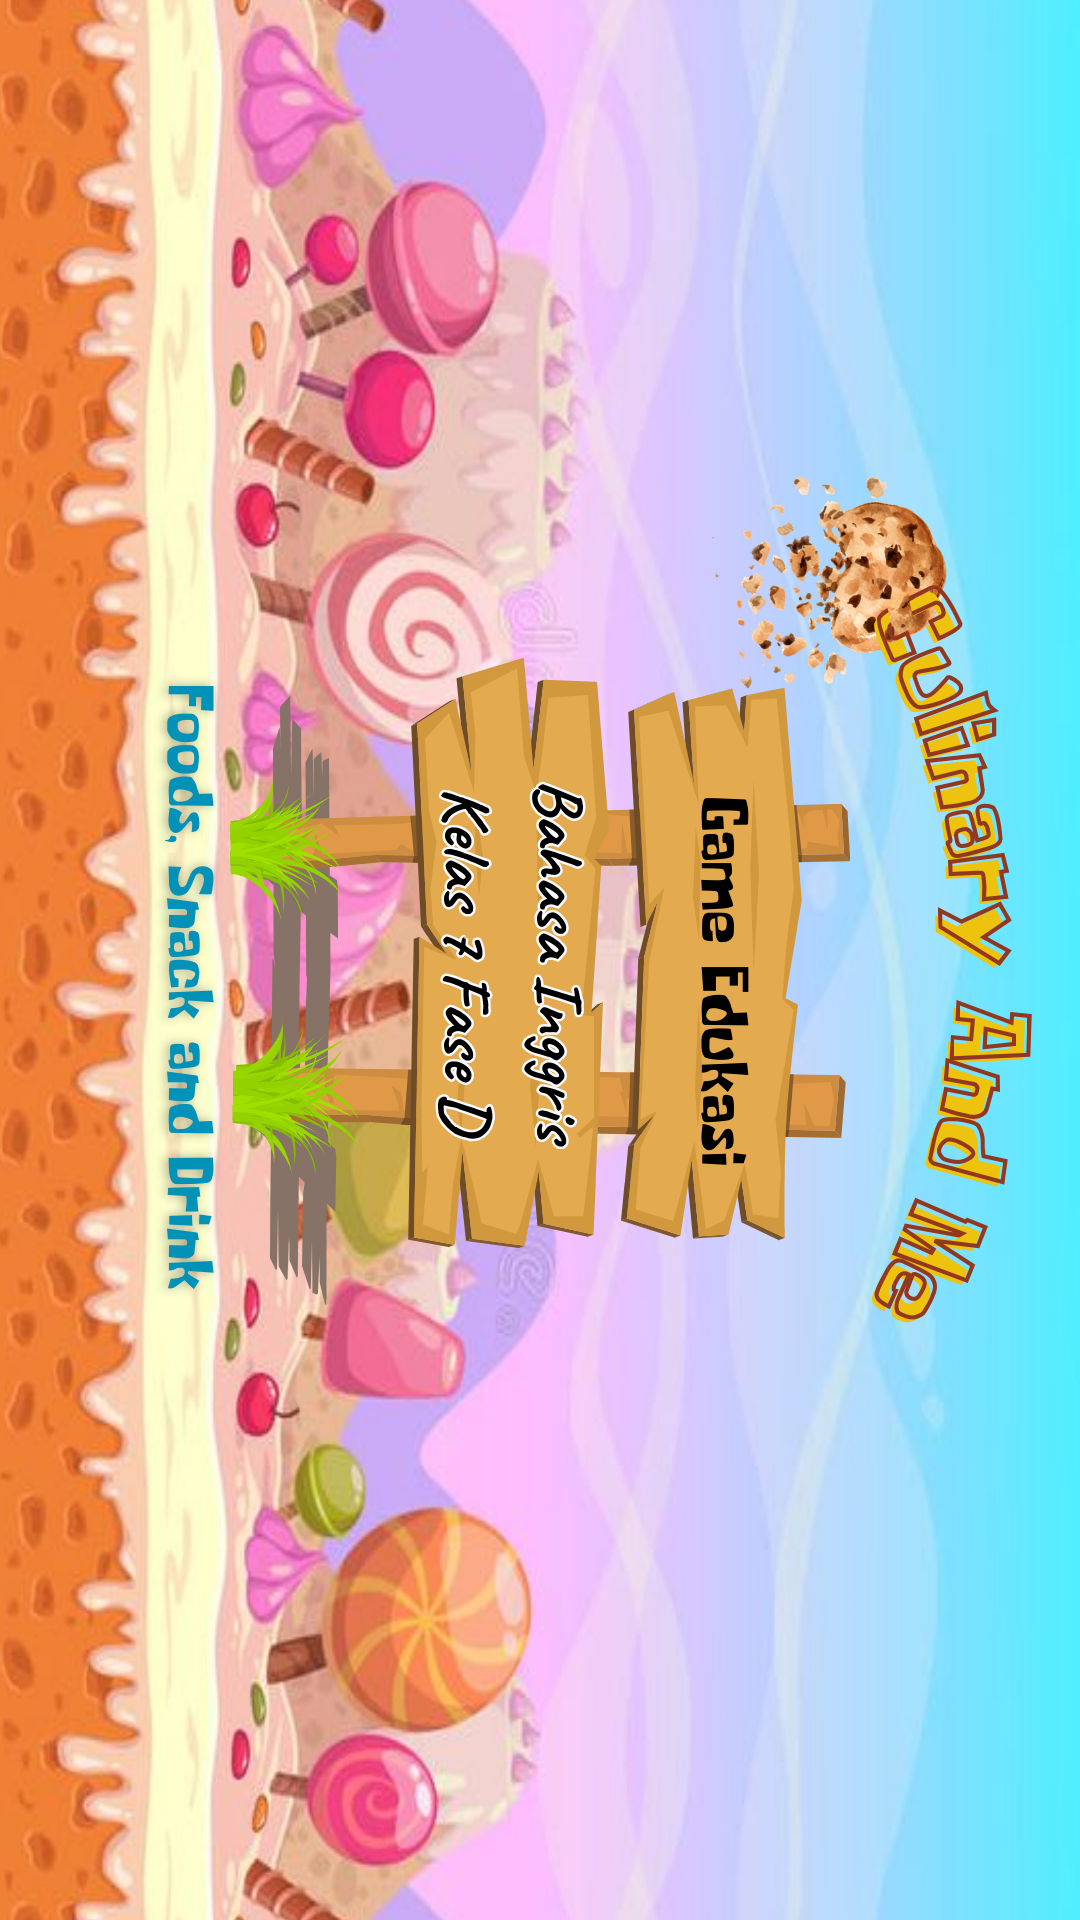 Culinary And Me
Game Edukasi
Bahasa Inggris
Kelas 7 Fase D
Foods, Snack and Drink